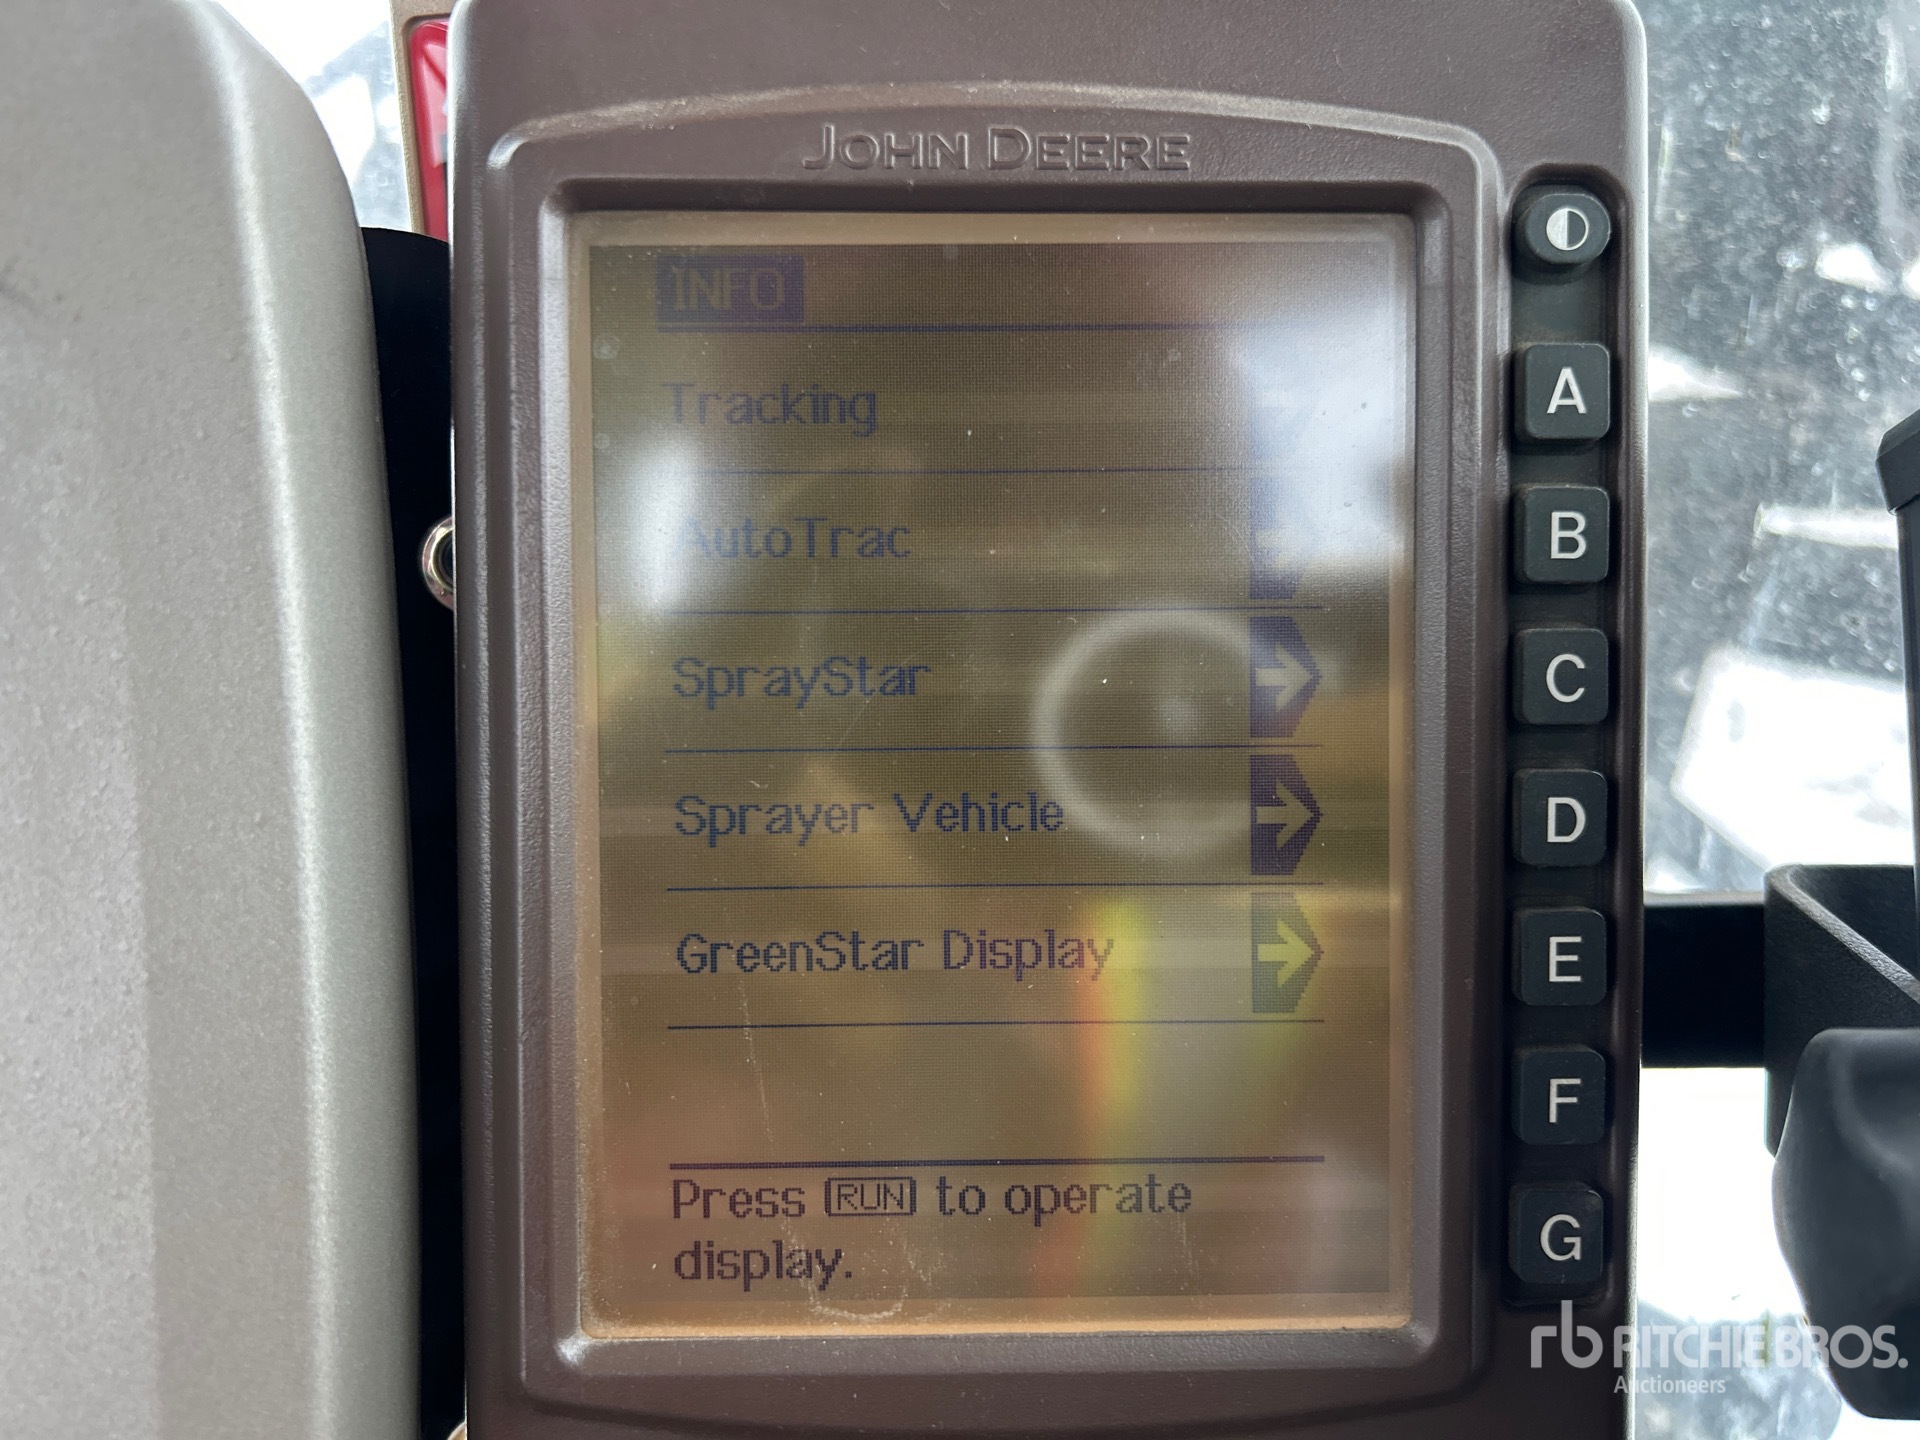 JOHN DEERE
INFO
Tracking
A
AutoTrac
B
SprayStar
C
Sprayer Vehicle
D
GreenStar Display
E
F
Press RUN to operate
display.
G
rb RITCHIE BROS.
Auctioneers